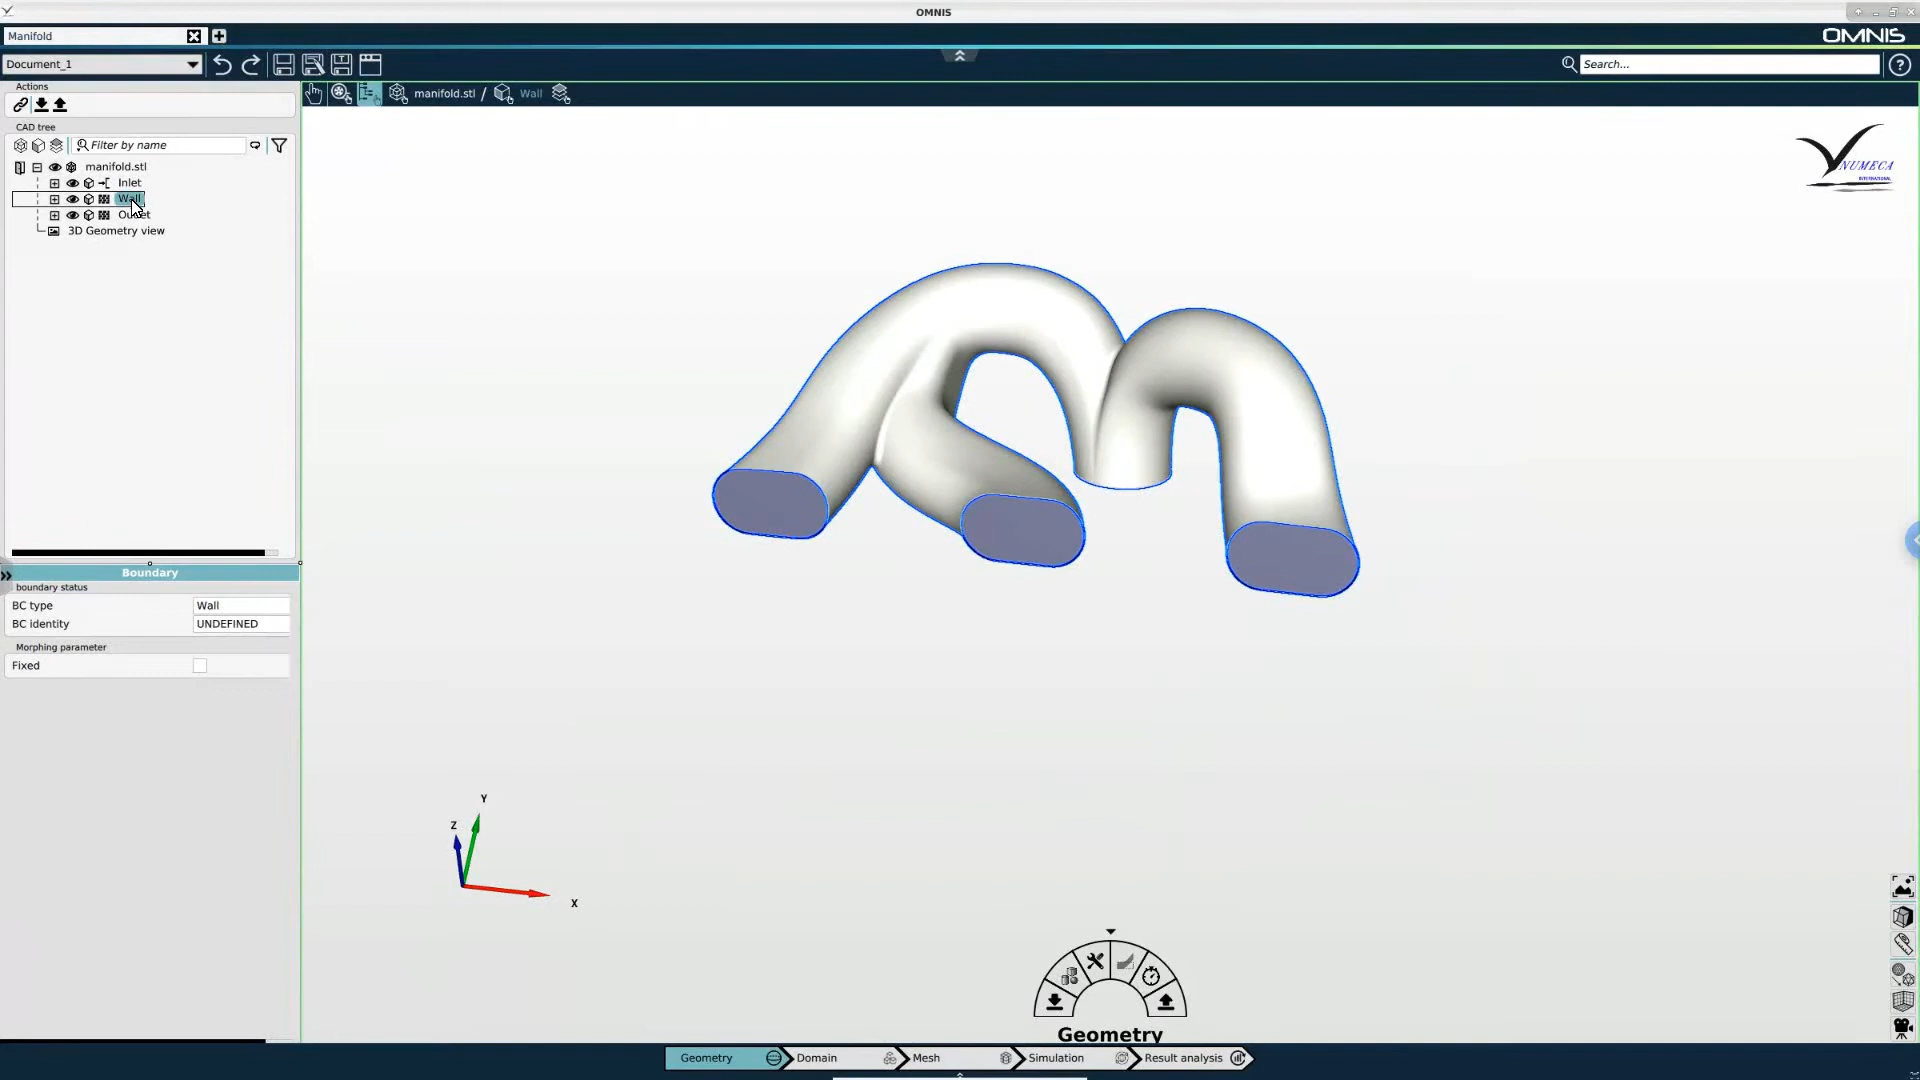 OMNIS
Manifold
OMNIS
Document_1
Search...
Actions
manifold.stl / Wall
CAD tree
Filter by name
manifold.stl
Inlet
Wall
Outlet
3D Geometry view
NUMECA
INTERNATIONAL
Boundary
boundary status
BC type Wall
BC identity UNDEFINED
Morphing parameter
Fixed
Y
Z
X
Geometry
Geometry Domain Mesh Simulation Result analysis